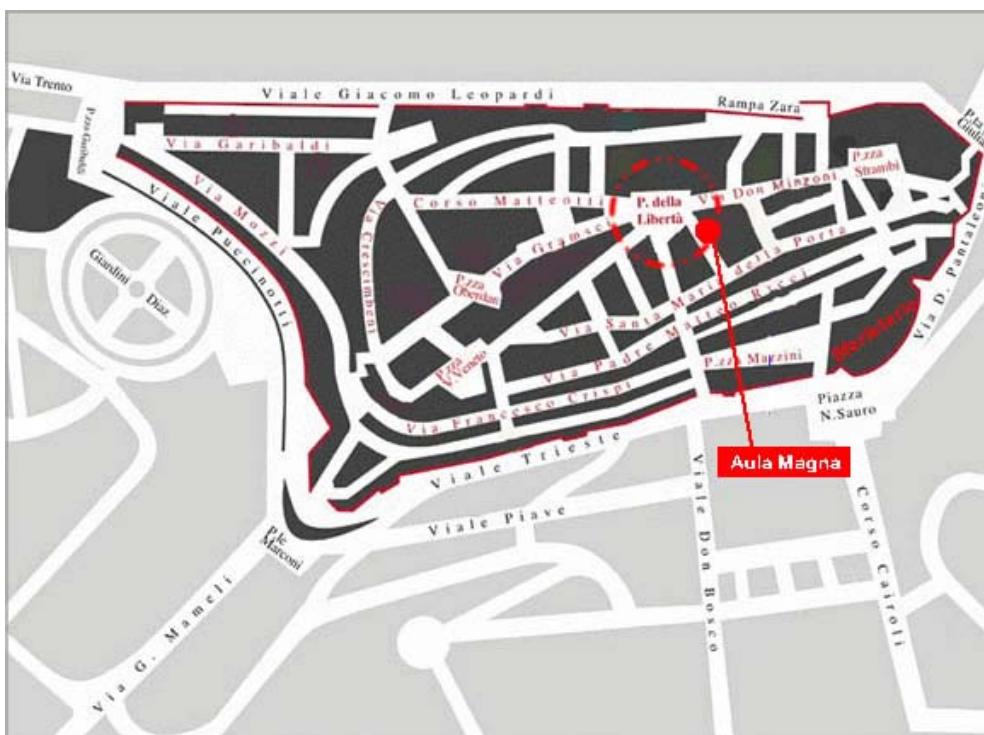 Via Trento
P.zza Garibaldi
Viale Giacomo Leopardi
Rampa Zara
Via Garibaldi
Via Mozzi
Viale Puccinotti
Giardini
Diaz
Via Crescimbeni
Corso Matteotti
P. della
Libertà
Via Don Minzoni
P.zza
Strambi
Via Gramsci
P.zza
Oberdan
Via Santa Maria della Porta
Via Padre Matteo Ricci
P.zza
V. Veneto
P.zza Mazzini
Via Francesco Crispi
Via D. Pantaleoni
Piazza
N. Sauro
Aula Magna
Viale Trieste
Viale Piave
P.le
Marconi
Via G. Mameli
Viale Don Bosco
Corso Cairoli